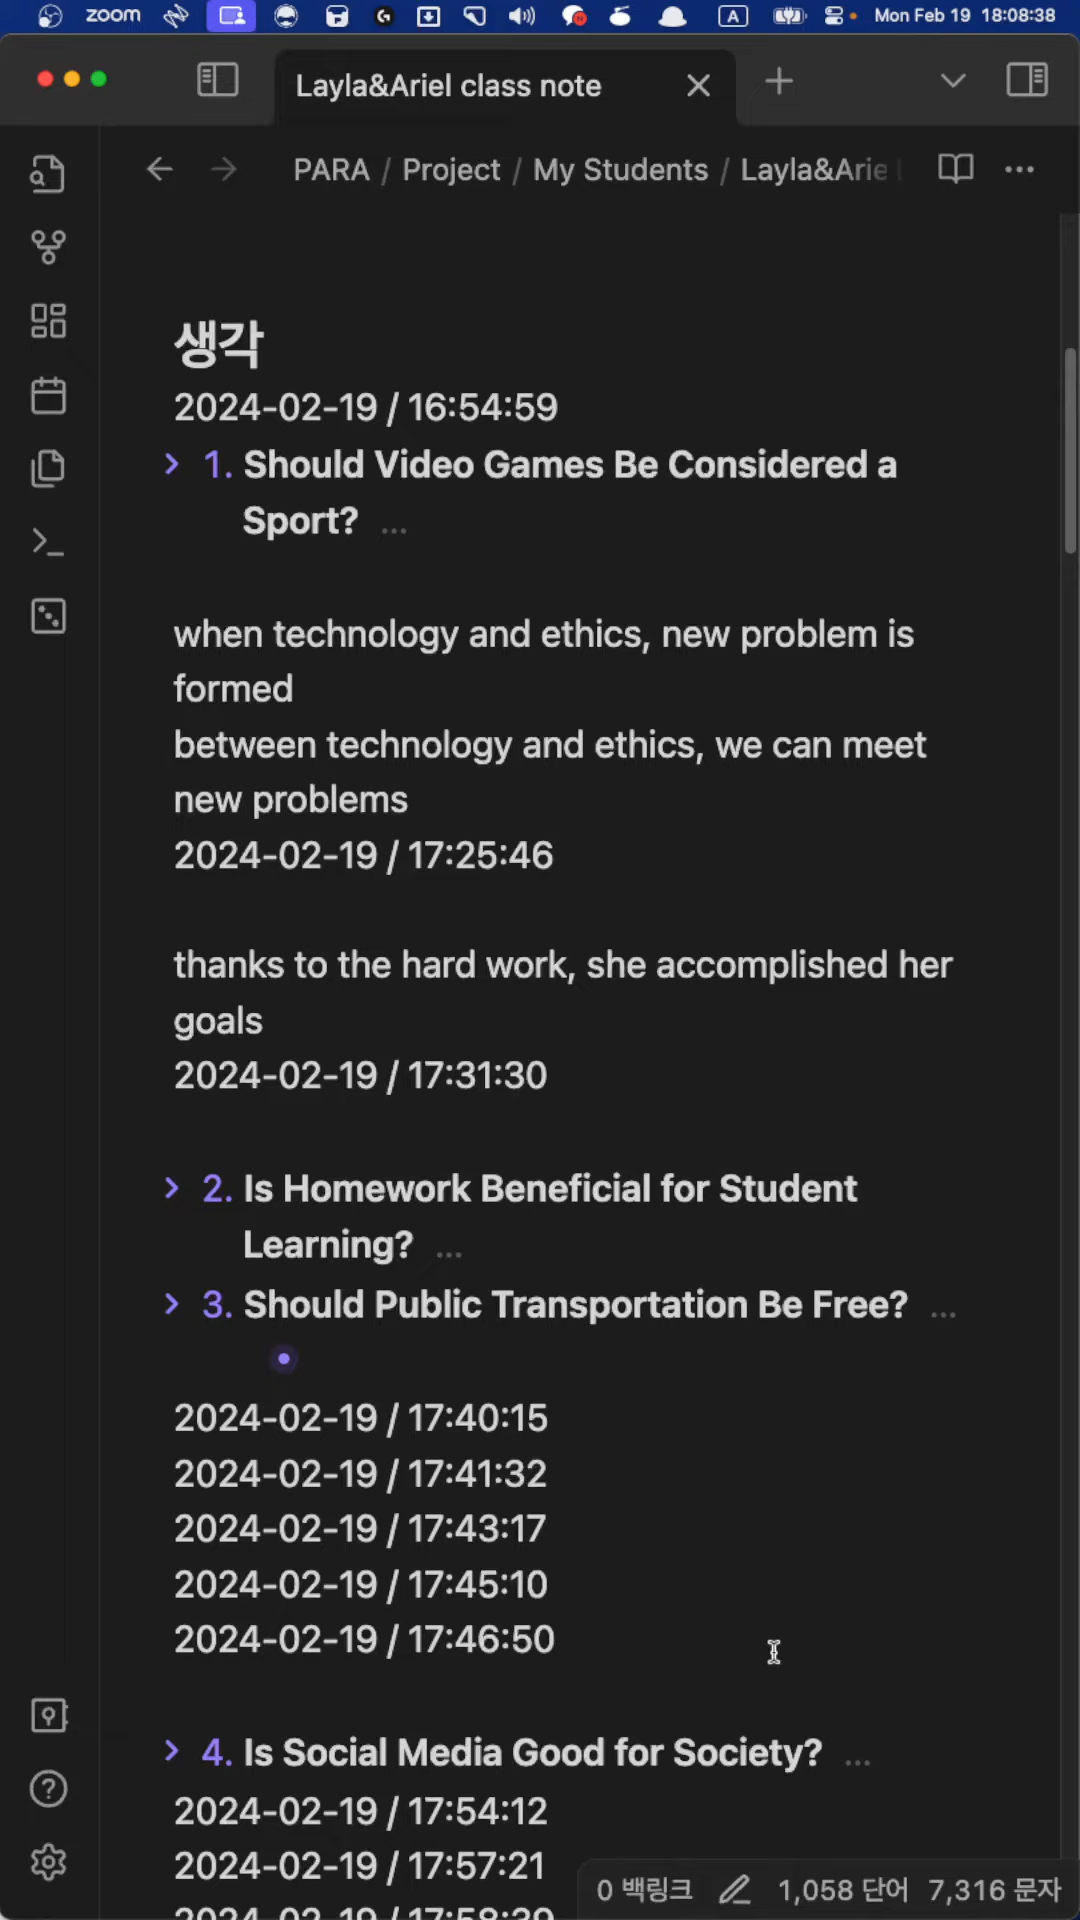 zoom
A
Mon Feb 19 18:08:38
Layla&Ariel class note
PARA / Project / My Students / Layla&Arie
생각
2024-02-19 / 16:54:59
1. Should Video Games Be Considered a
Sport? ...
when technology and ethics, new problem is
formed
between technology and ethics, we can meet
new problems
2024-02-19 / 17:25:46
thanks to the hard work, she accomplished her
goals
2024-02-19 / 17:31:30
2. Is Homework Beneficial for Student
Learning? ...
3. Should Public Transportation Be Free? ...
2024-02-19 / 17:40:15
2024-02-19 / 17:41:32
2024-02-19 / 17:43:17
2024-02-19 / 17:45:10
2024-02-19 / 17:46:50
4. Is Social Media Good for Society? ...
2024-02-19 / 17:54:12
2024-02-19 / 17:57:21
2024-02-19 / 17:58:39
0 백링크 1,058 단어 7,316 문자